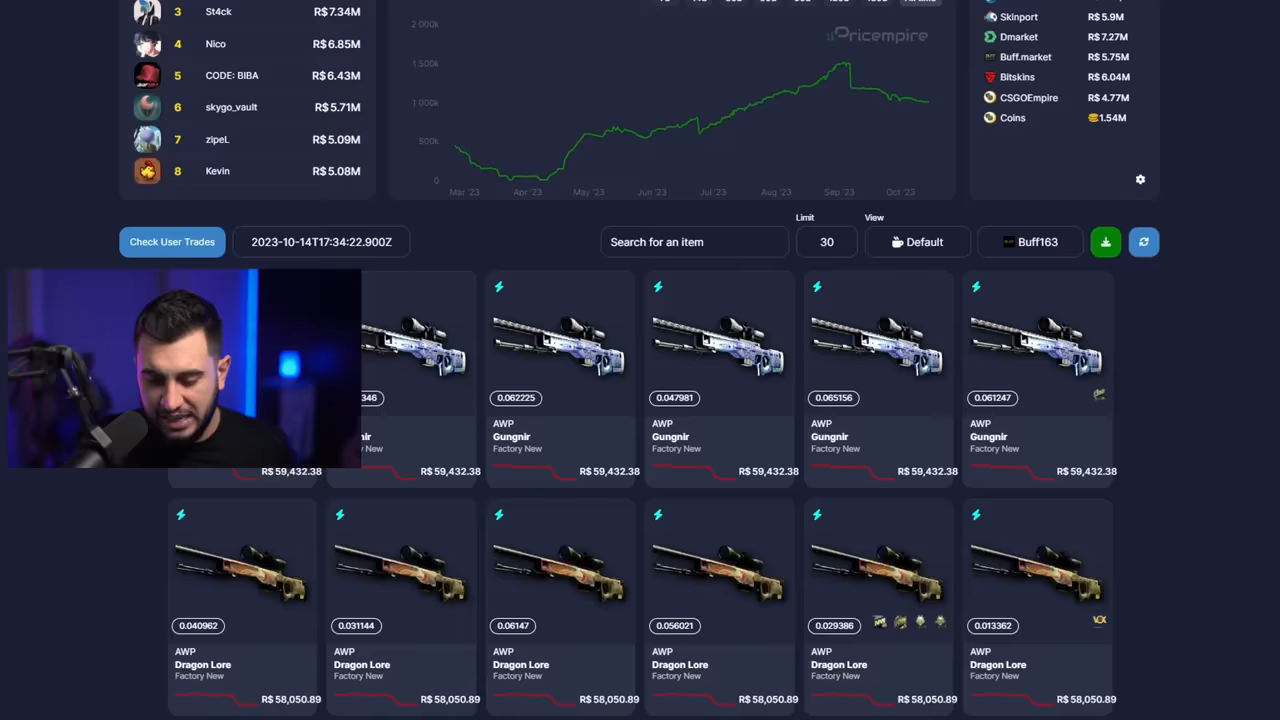 3 St4ck R$7.34M
4 Nico R$6.85M
5 CODE: BIBA R$6.43M
6 skygo_vault R$5.71M
7 zipeL R$5.09M
8 Kevin R$5.08M
2 000k
1 500k
1 000k
500k
0
Mar '23 Apr '23 May '23 Jun '23 Jul '23 Aug '23 Sep '23 Oct '23
Pricempire
Skinport R$5.9M
Dmarket R$7.27M
Buff.market R$5.75M
Bitskins R$6.04M
CSGOEmpire R$4.77M
Coins 1.54M
Limit View
Check User Trades 2023-10-14T17:34:22.900Z Search for an item 30 Default Buff163
346 0.062225 0.047981 0.065156 0.061247
AWP AWP AWP AWP
Gungnir Gungnir Gungnir Gungnir
Factory New Factory New Factory New Factory New
R$59,432.38 R$59,432.38 R$59,432.38 R$59,432.38 R$59,432.38 R$59,432.38
0.040962 0.031144 0.06147 0.056021 0.029386 0.013362
AWP AWP AWP AWP AWP AWP
Dragon Lore Dragon Lore Dragon Lore Dragon Lore Dragon Lore Dragon Lore
Factory New Factory New Factory New Factory New Factory New Factory New
R$58,050.89 R$58,050.89 R$58,050.89 R$58,050.89 R$58,050.89 R$58,050.89